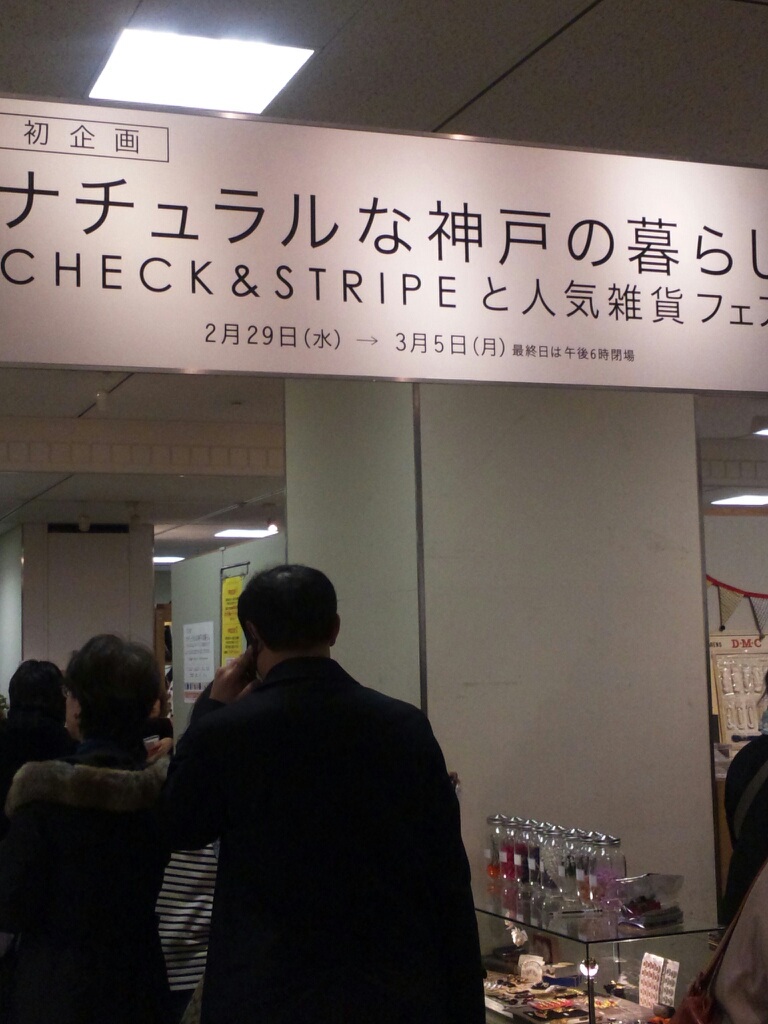 初企画
ナチュラルな神戸の暮らし
CHECK&STRIPEと人気雑貨フェス
2月29日(水) → 3月5日(月) 最終日は午後6時閉場
D·M·C